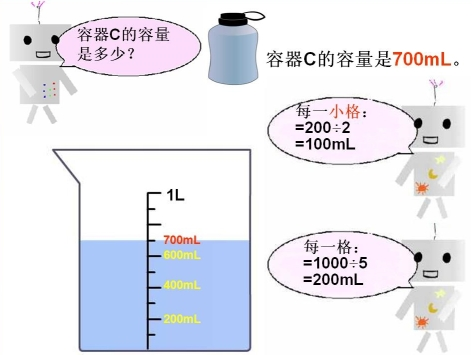 容器C的容量
是多少？
容器C的容量是700mL。
每一小格：
=200÷2
=100mL
1L
700mL
600mL
400mL
200mL
每一格：
=1000÷5
=200mL